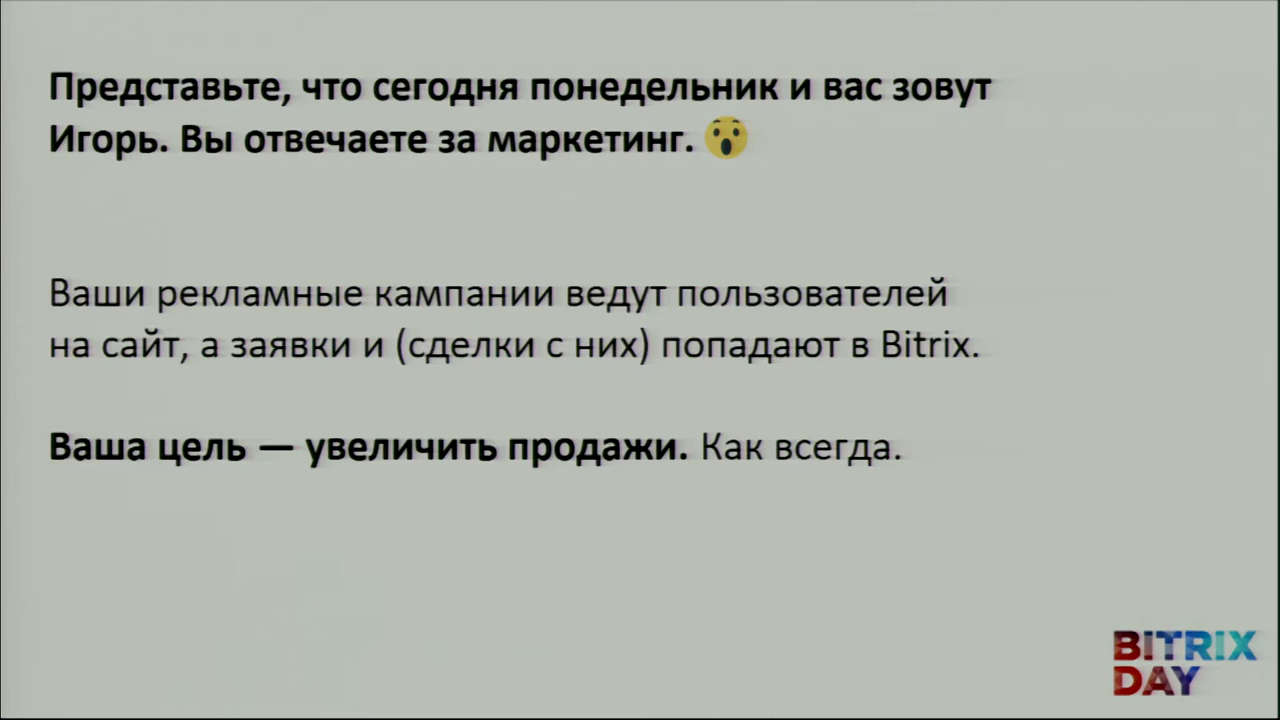 Представьте, что сегодня понедельник и вас зовут
Игорь. Вы отвечаете за маркетинг. 😮
Ваши рекламные кампании ведут пользователей
на сайт, а заявки и (сделки с них) попадают в Bitrix.
Ваша цель — увеличить продажи. Как всегда.
BITRIX
DAY